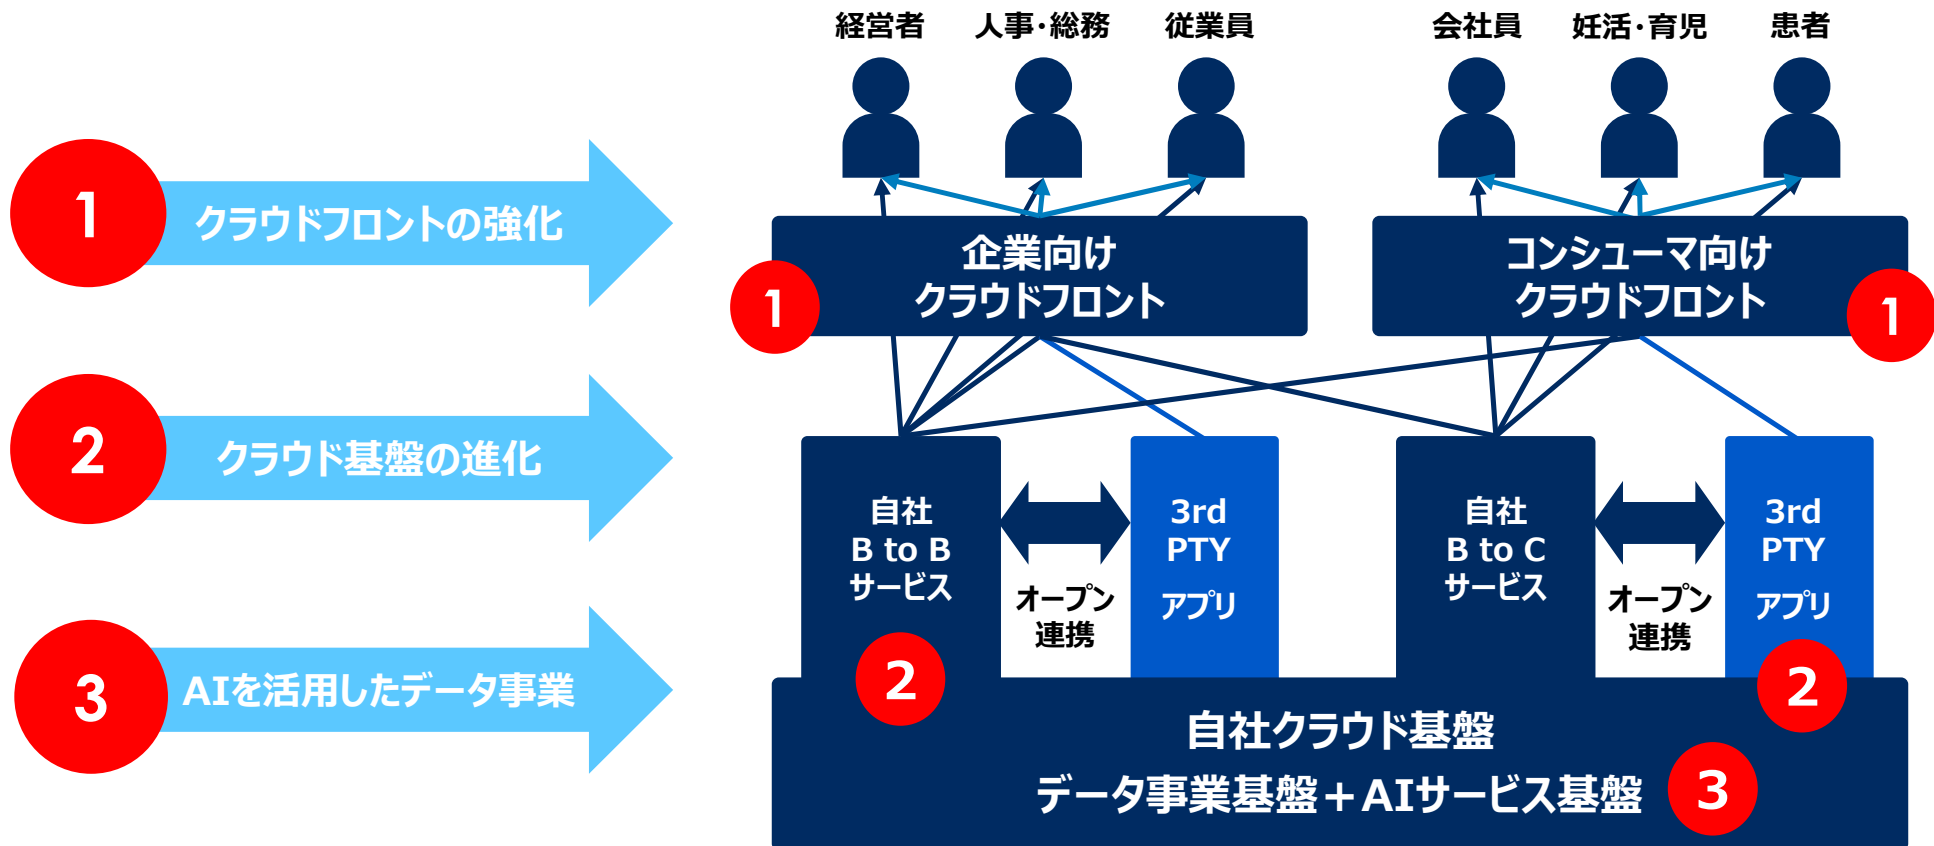 経営者
人事・総務
従業員
会社員
妊活・育児
患者
1
クラウドフロントの強化
企業向け
クラウドフロント
1
コンシューマ向け
クラウドフロント
1
2
クラウド基盤の進化
自社
B to B
サービス
2
オープン
連携
3rd
PTY
アプリ
自社
B to C
サービス
オープン
連携
3rd
PTY
アプリ
2
3
AIを活用したデータ事業
自社クラウド基盤
データ事業基盤+AIサービス基盤
3